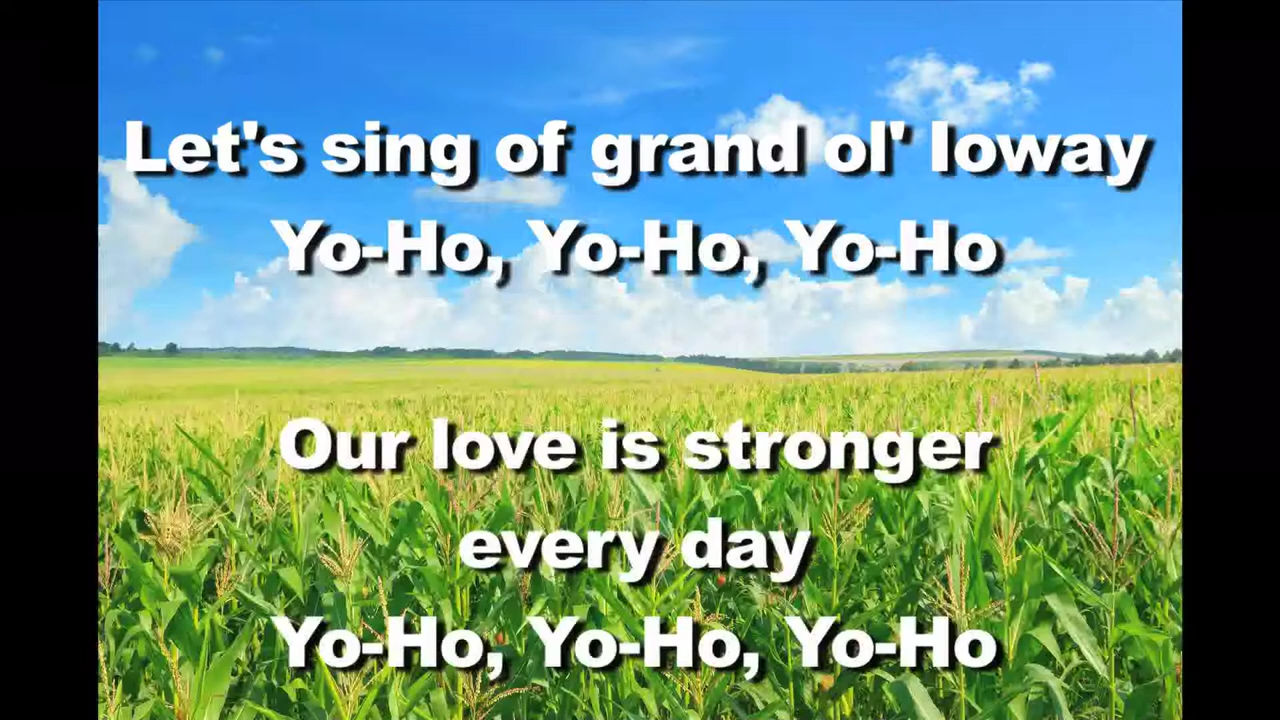 Let's sing of grand ol' Ioway
Yo-Ho, Yo-Ho, Yo-Ho
Our love is stronger
every day
Yo-Ho, Yo-Ho, Yo-Ho